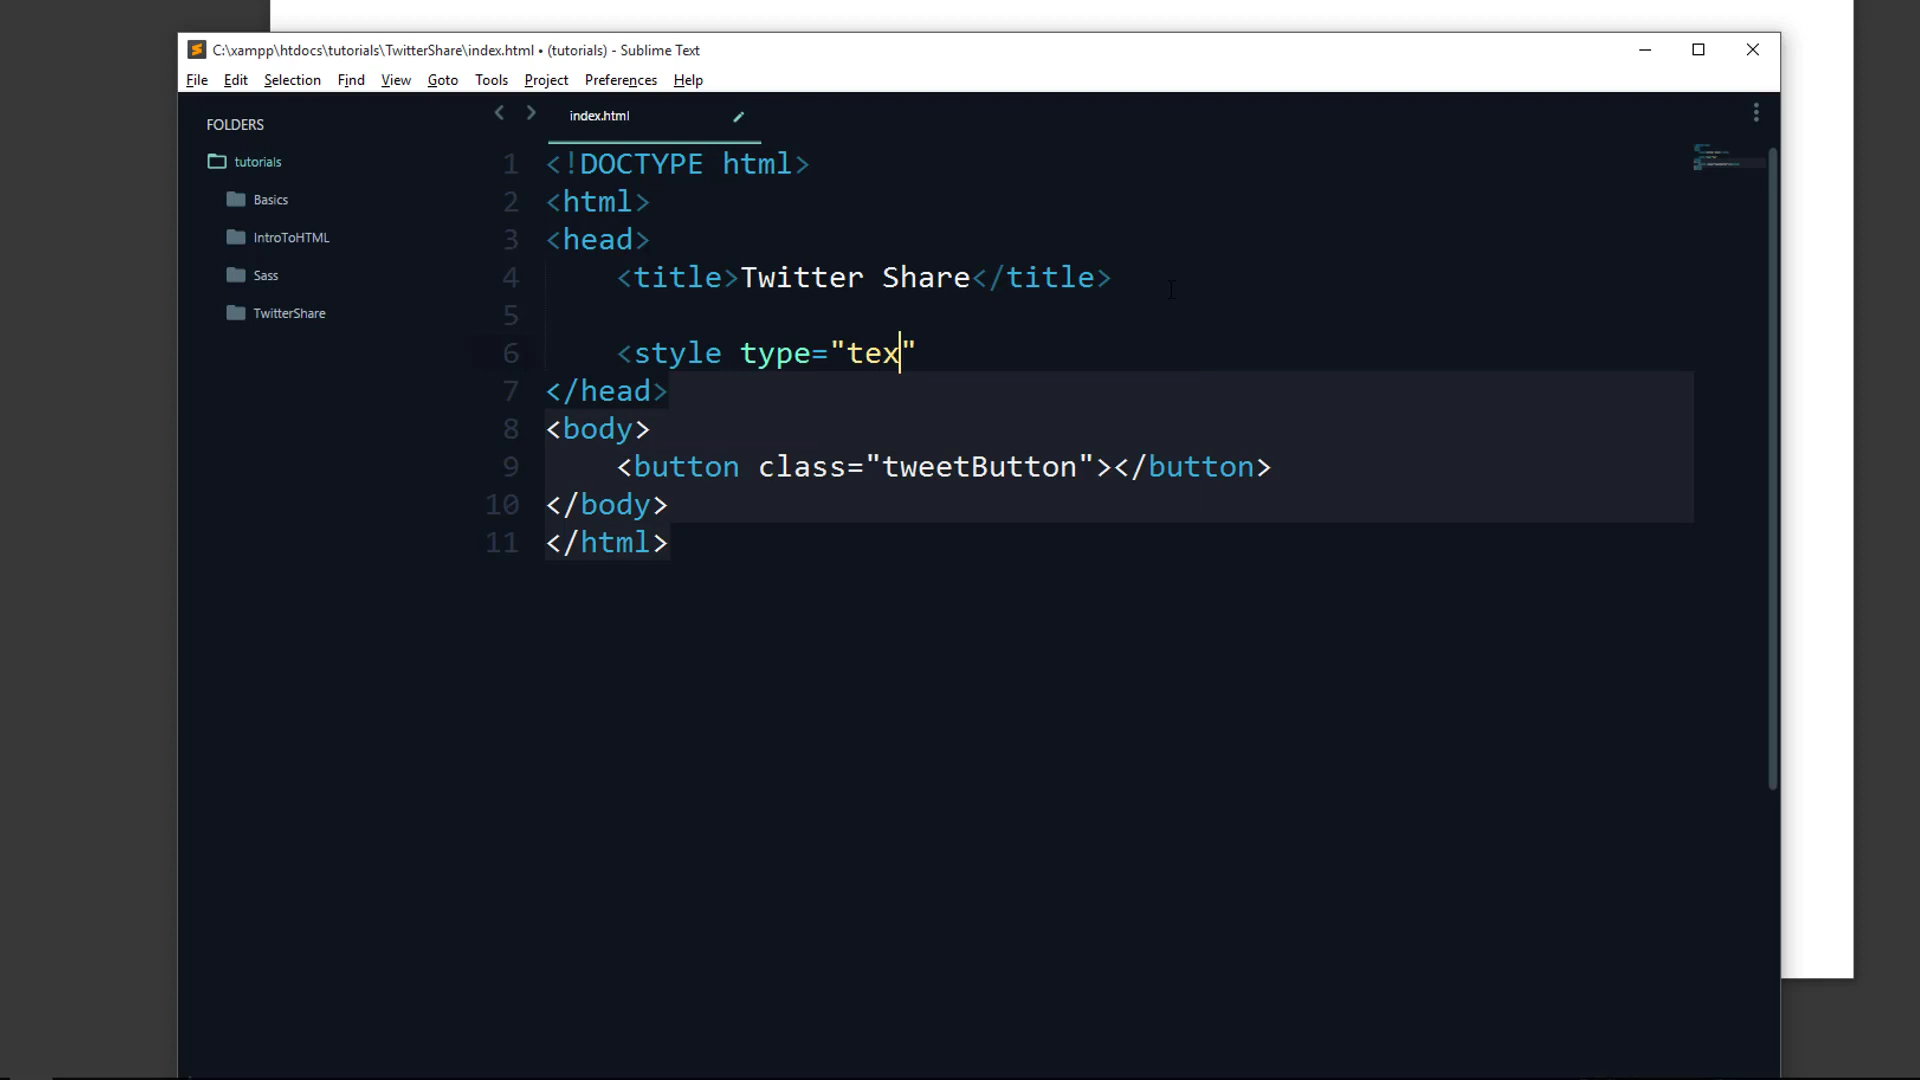 C:\xampp\htdocs\tutorials\TwitterShare\index.html • (tutorials) - Sublime Text
File Edit Selection Find View Goto Tools Project Preferences Help
FOLDERS
tutorials
Basics
IntroToHTML
Sass
TwitterShare
index.html
1 <!DOCTYPE html>
2 <html>
3 <head>
4     <title>Twitter Share</title>
5
6     <style type="tex"
7 </head>
8 <body>
9     <button class="tweetButton"></button>
10 </body>
11 </html>